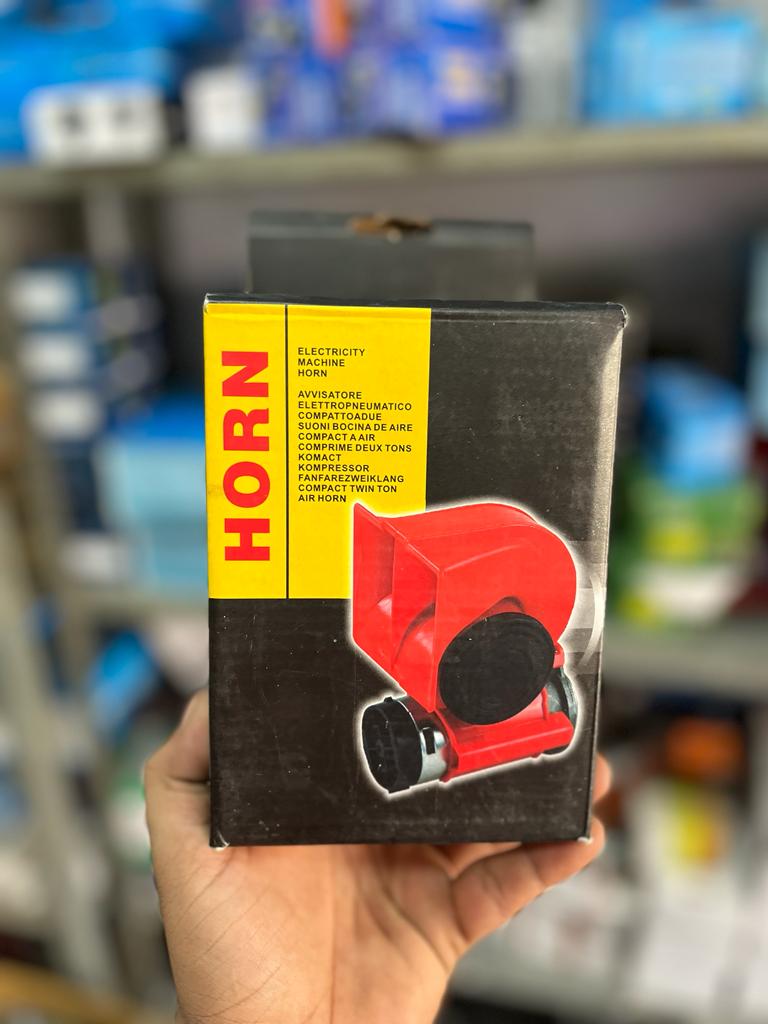 HORN
ELECTRICITY
MACHINE
HORN
AVVISATORE
ELETTROPNEUMATICO
COMPATTOADUE
SUONI BOCINA DE AIRE
COMPACT A AIR
COMPRIME DEUX TONS
KOMACT
KOMPRESSOR
FANFAREZWEIKLANG
COMPACT TWIN TON
AIR HORN